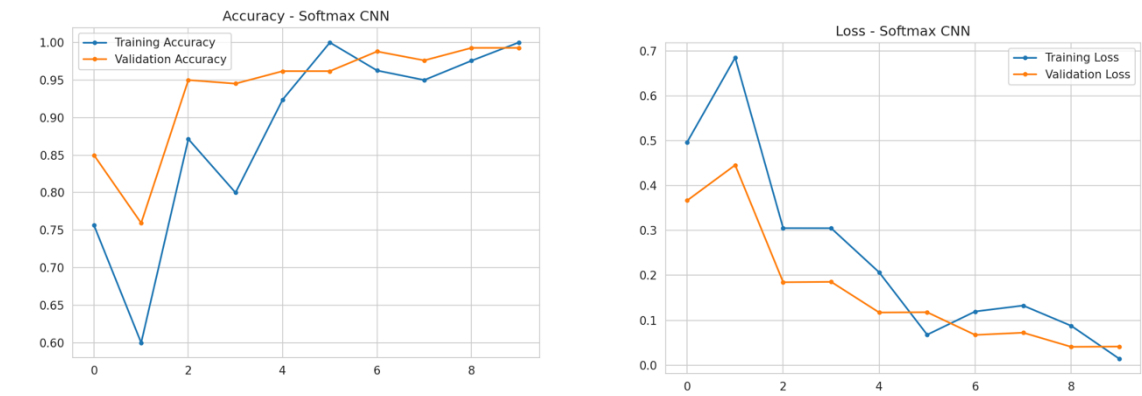 Accuracy - Softmax CNN
Training Accuracy
Validation Accuracy
1.00
0.95
0.90
0.85
0.80
0.75
0.70
0.65
0.60
0 2 4 6 8
Loss - Softmax CNN
Training Loss
Validation Loss
0.7
0.6
0.5
0.4
0.3
0.2
0.1
0.0
0 2 4 6 8